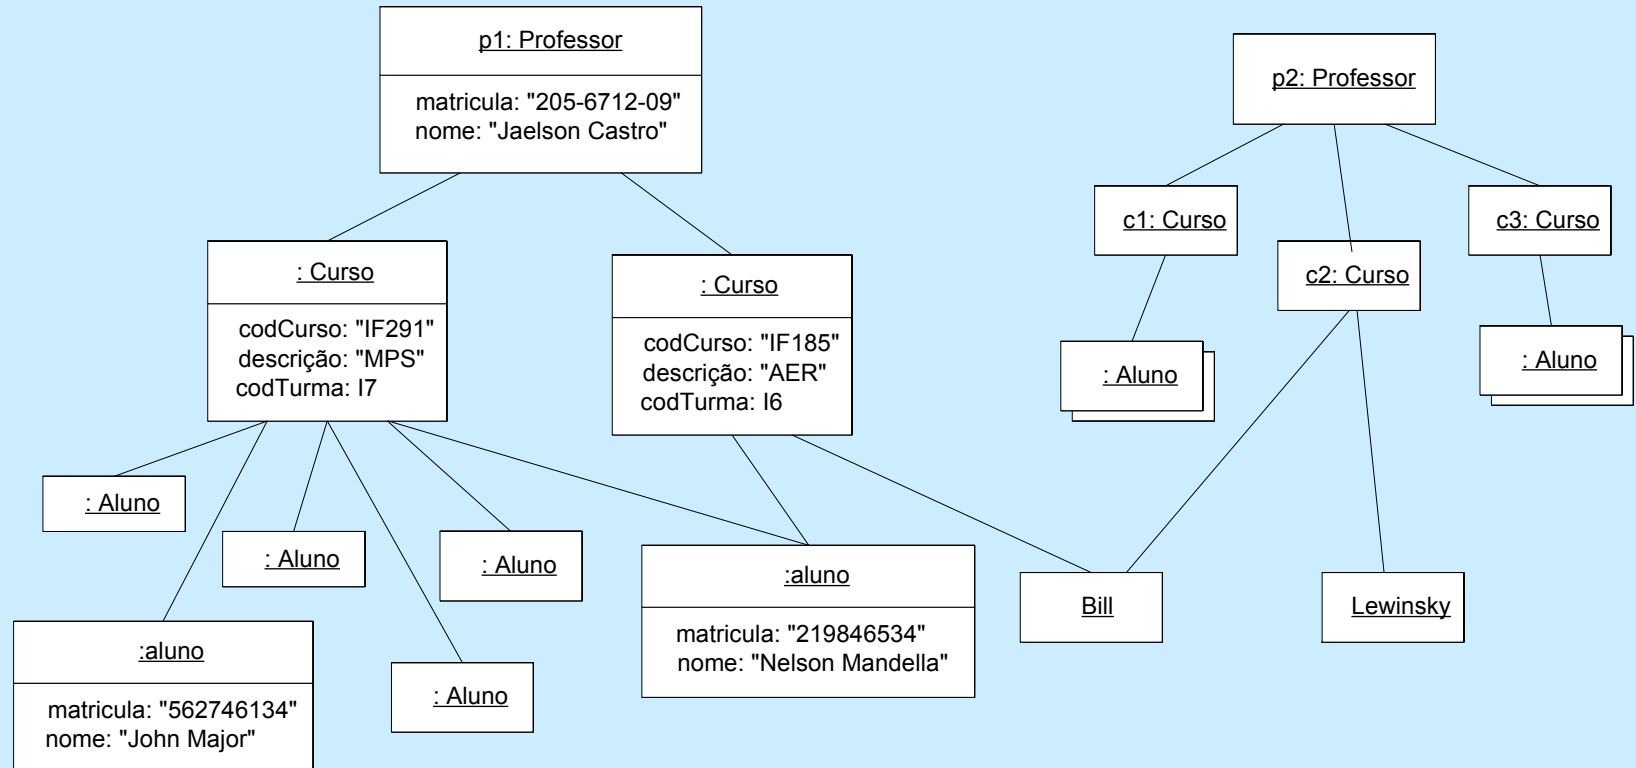 p1: Professor
matricula: "205-6712-09"
nome: "Jaelson Castro"
p2: Professor
c1: Curso
c3: Curso
: Curso
codCurso: "IF291"
descrição: "MPS"
codTurma: I7
: Curso
codCurso: "IF185"
descrição: "AER"
codTurma: I6
c2: Curso
: Aluno
: Aluno
: Aluno
: Aluno
: Aluno
:aluno
matricula: "219846534"
nome: "Nelson Mandella"
Bill
Lewinsky
:aluno
matricula: "562746134"
nome: "John Major"
: Aluno